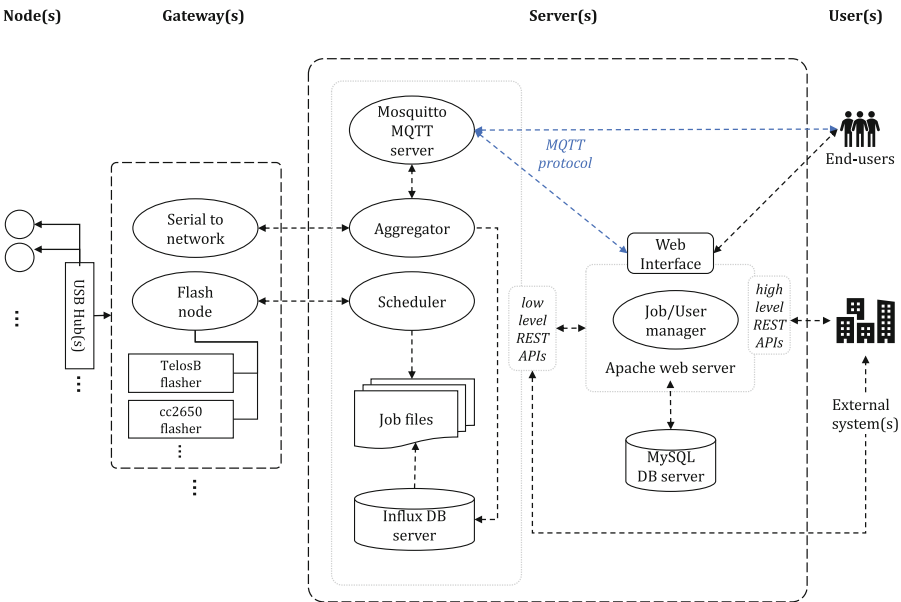 Node(s)
Gateway(s)
Server(s)
User(s)
USB Hub(s)
...
...
Serial to
network
Flash
node
TelosB
flasher
cc2650
flasher
...
...
Mosquitto
MQTT
server
Aggregator
Scheduler
Job files
Influx DB
server
MQTT
protocol
low
level
REST
APIs
Web
Interface
Job/User
manager
Apache web server
MySQL
DB server
high
level
REST
APIs
End-users
External
system(s)